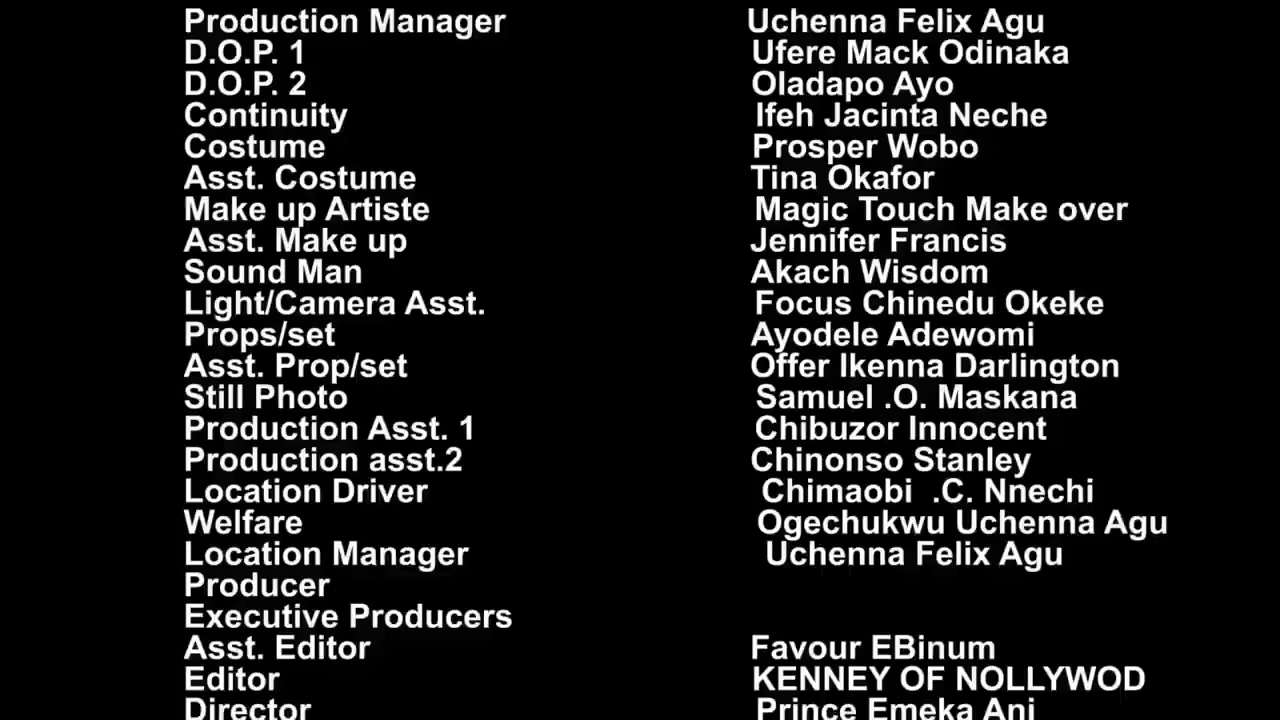 Production Manager Uchenna Felix Agu
D.O.P. 1 Ufere Mack Odinaka
D.O.P. 2 Oladapo Ayo
Continuity Ifeh Jacinta Neche
Costume Prosper Wobo
Asst. Costume Tina Okafor
Make up Artiste Magic Touch Make over
Asst. Make up Jennifer Francis
Sound Man Akach Wisdom
Light/Camera Asst. Focus Chinedu Okeke
Props/set Ayodele Adewomi
Asst. Prop/set Offer Ikenna Darlington
Still Photo Samuel .O. Maskana
Production Asst. 1 Chibuzor Innocent
Production asst.2 Chinonso Stanley
Location Driver Chimaobi .C. Nnechi
Welfare Ogechukwu Uchenna Agu
Location Manager Uchenna Felix Agu
Producer
Executive Producers
Asst. Editor Favour EBinum
Editor KENNEY OF NOLLYWOD
Director Prince Emeka Ani